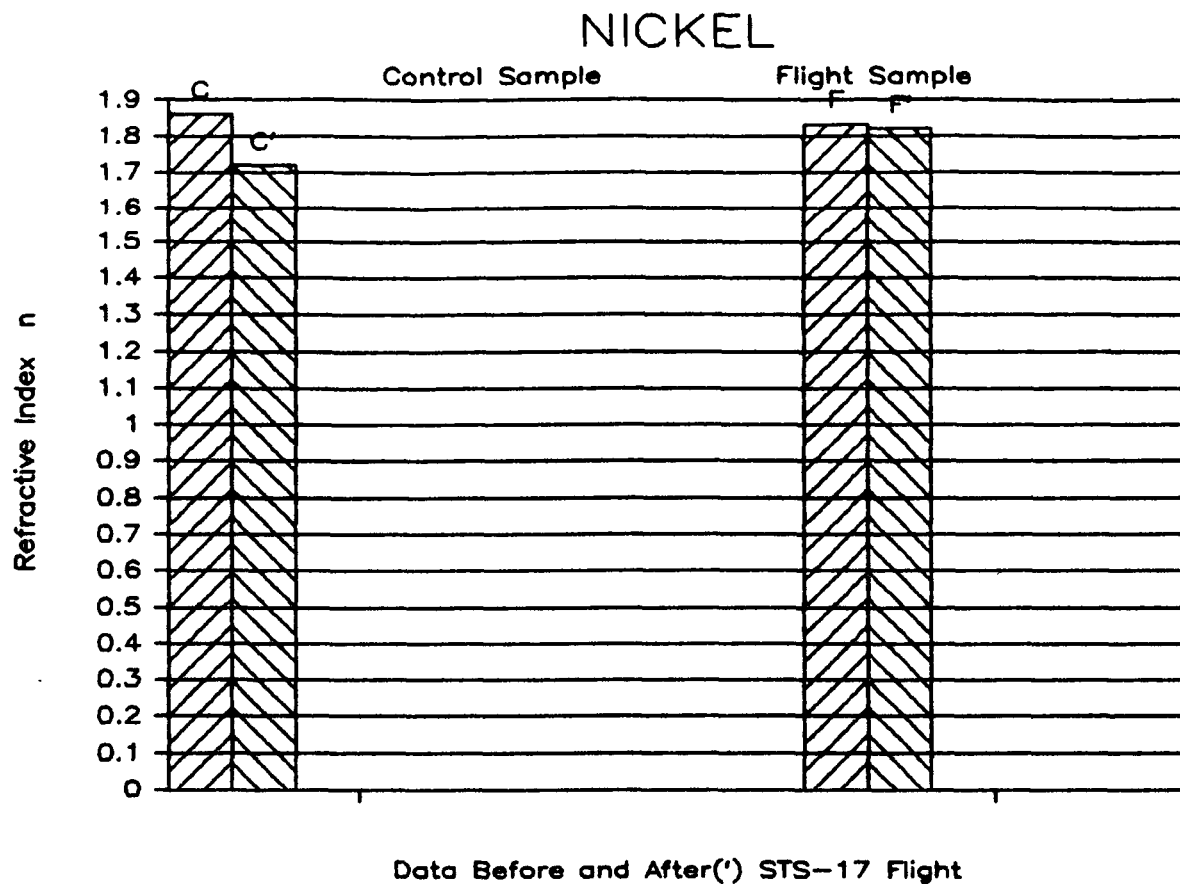 NICKEL
Control Sample Flight Sample
C
C'
F
F'
1.9
1.8
1.7
1.6
1.5
1.4
1.3
1.2
1.1
1
0.9
0.8
0.7
0.6
0.5
0.4
0.3
0.2
0.1
0
Refractive Index n
Data Before and After(') STS-17 Flight